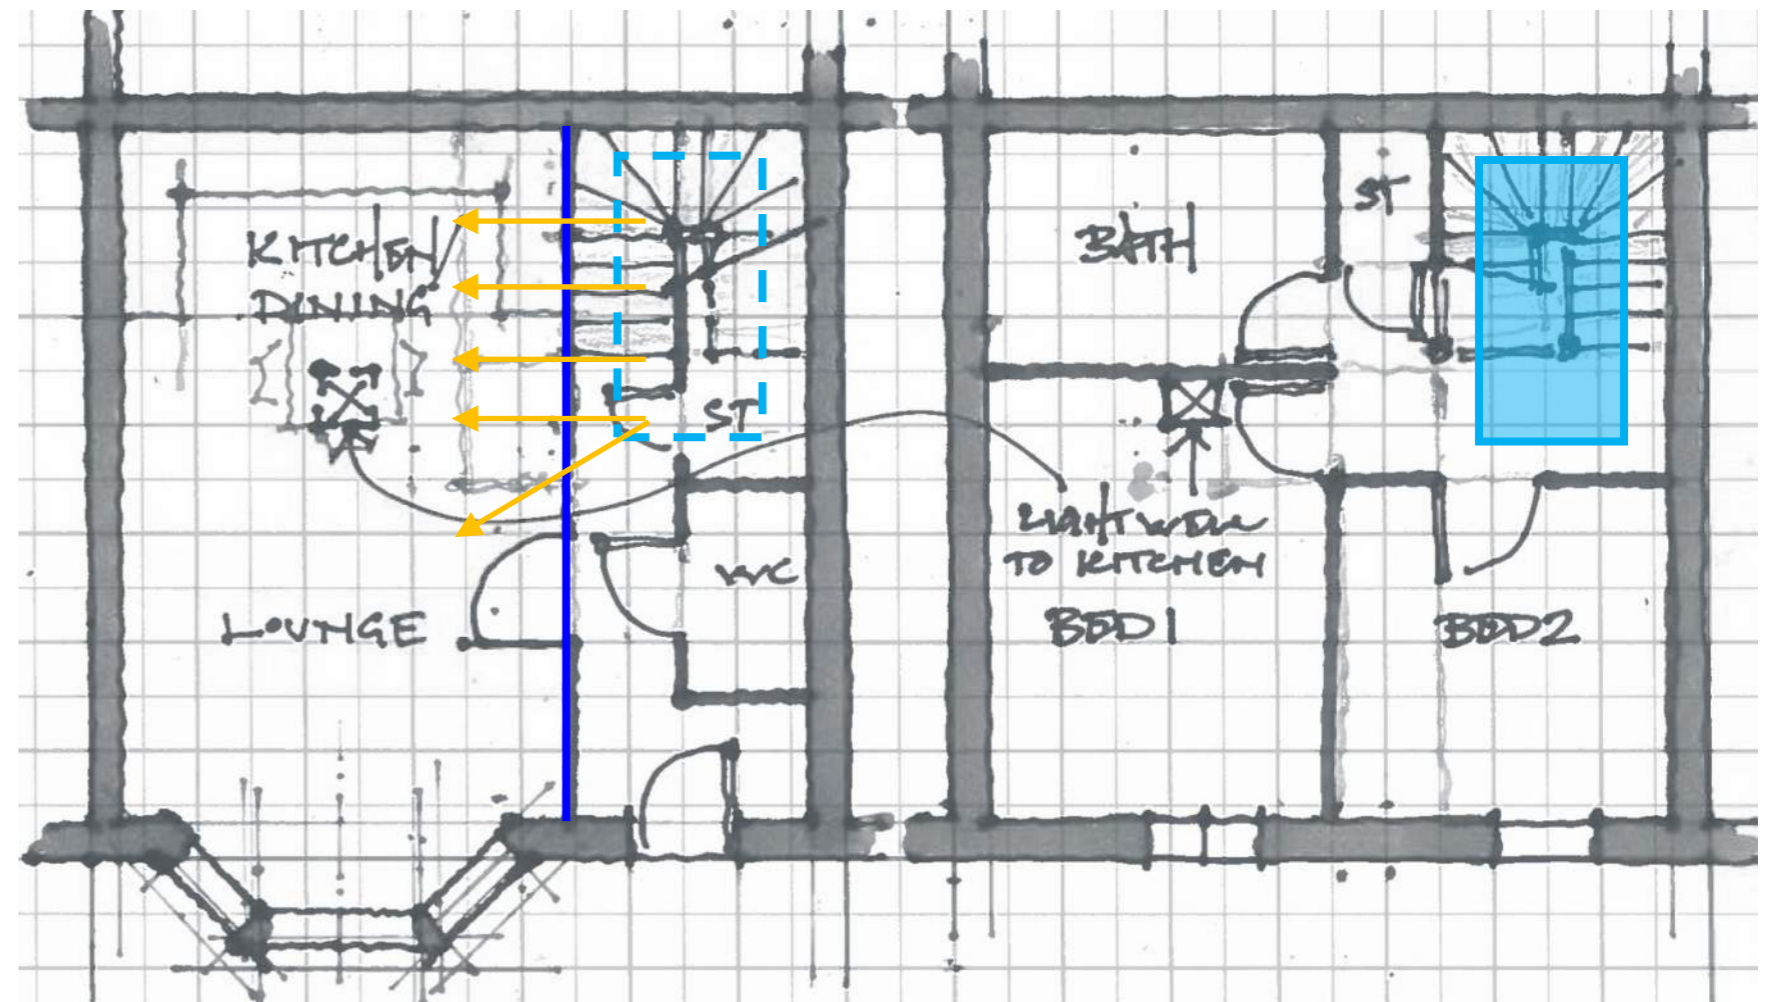 KITCHEN
DINING
ST
WC
LOUNGE
BATH
ST
LIGHTWELL
TO KITCHEN
BED 1
BED 2